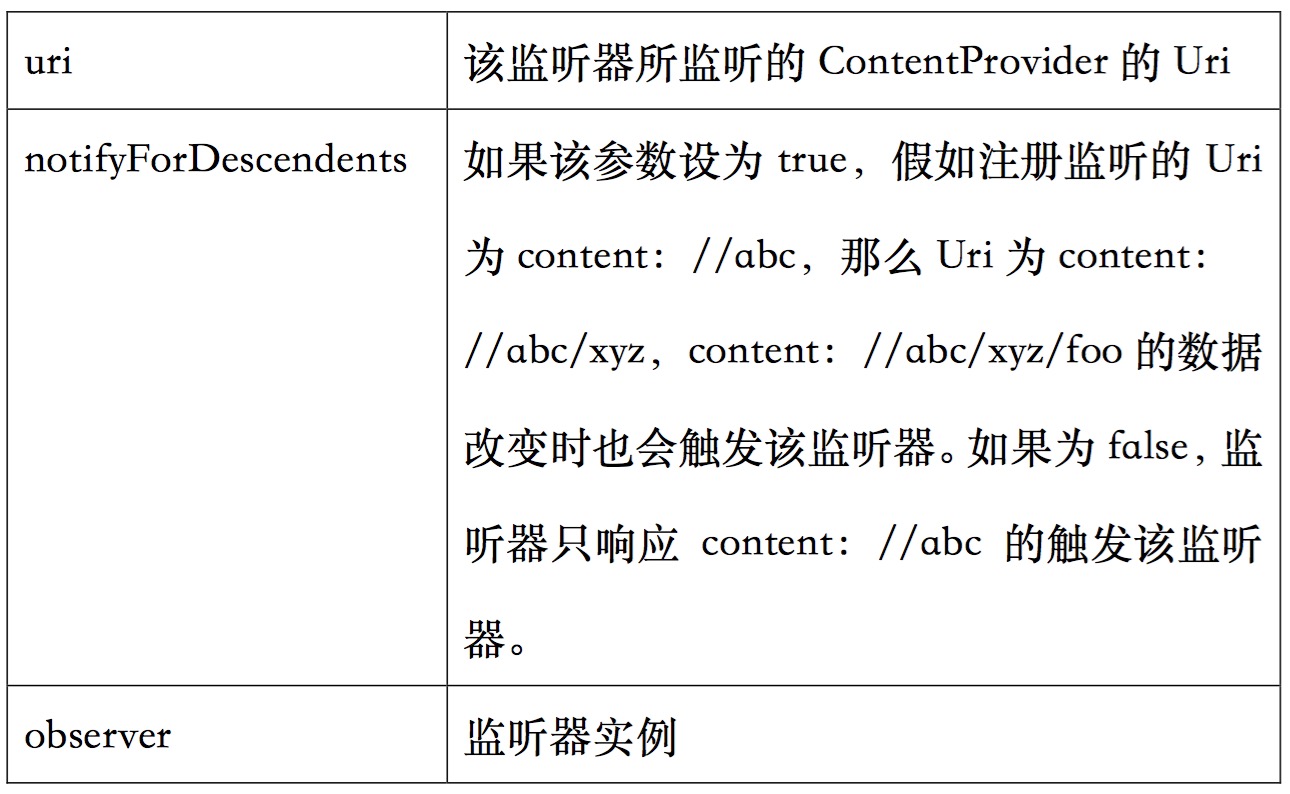 uri
该监听器所监听的 ContentProvider 的 Uri
notifyForDescendents
如果该参数设为 true，假如注册监听的 Uri
为 content：//abc，那么 Uri 为 content：
//abc/xyz，content：//abc/xyz/foo 的数据
改变时也会触发该监听器。如果为 false，监
听器只响应 content：//abc 的触发该监听
器。
observer
监听器实例